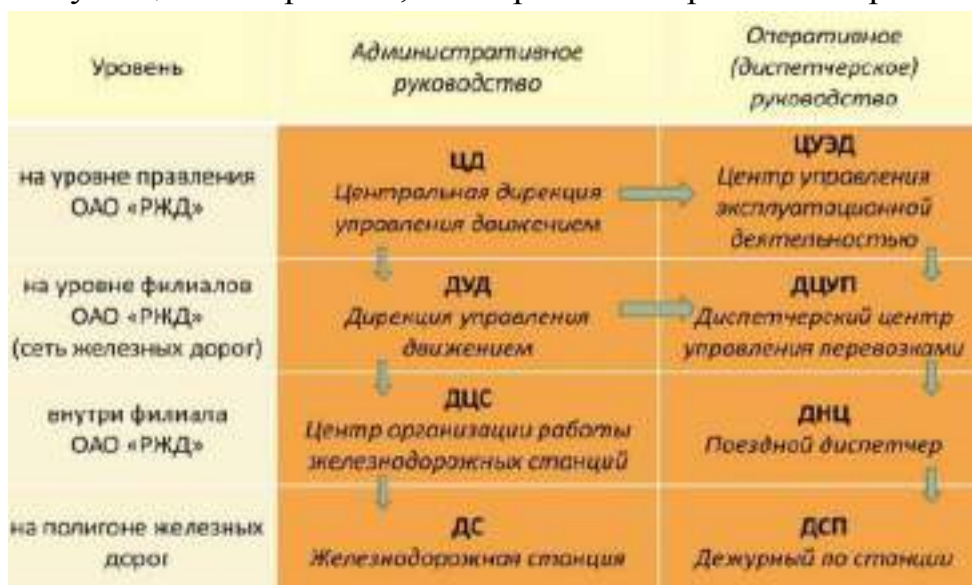 Уровень
Административное
руководство
Оперативное
(диспетчерское)
руководство
на уровне правления
ОАО «РЖД»
ЦД
Центральная дирекция
управления движением
ЦУЭД
Центр управления
эксплуатационной
деятельностью
на уровне филиалов
ОАО «РЖД»
(сеть железных дорог)
ДУД
Дирекция управления
движением
ДЦУП
Диспетчерский центр
управления перевозками
внутри филиала
ОАО «РЖД»
ДЦС
Центр организации работы
железнодорожных станций
ДНЦ
Поездной диспетчер
на полигоне железных
дорог
ДС
Железнодорожная станция
ДСП
Дежурный по станции